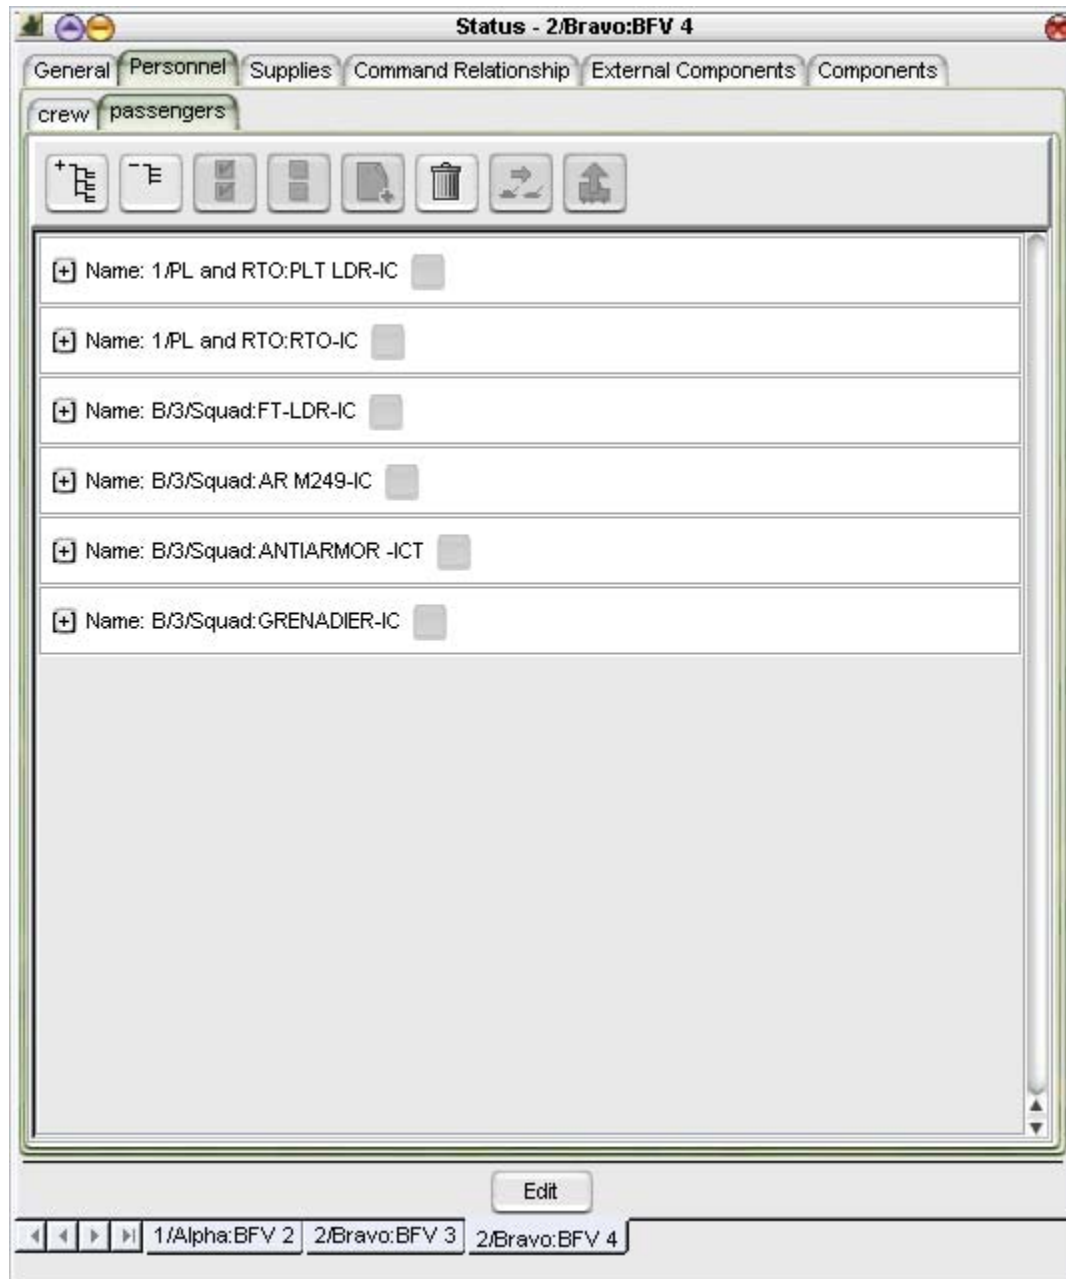 Status - 2/Bravo:BFV 4
General Personnel Supplies Command Relationship External Components Components
crew passengers
[+] Name: 1/PL and RTO:PLT LDR-IC
[+] Name: 1/PL and RTO:RTO-IC
[+] Name: B/3/Squad:FT-LDR-IC
[+] Name: B/3/Squad:AR M249-IC
[+] Name: B/3/Squad:ANTIARMOR -ICT
[+] Name: B/3/Squad:GRENADIER-IC
Edit
1/Alpha:BFV 2 2/Bravo:BFV 3 2/Bravo:BFV 4